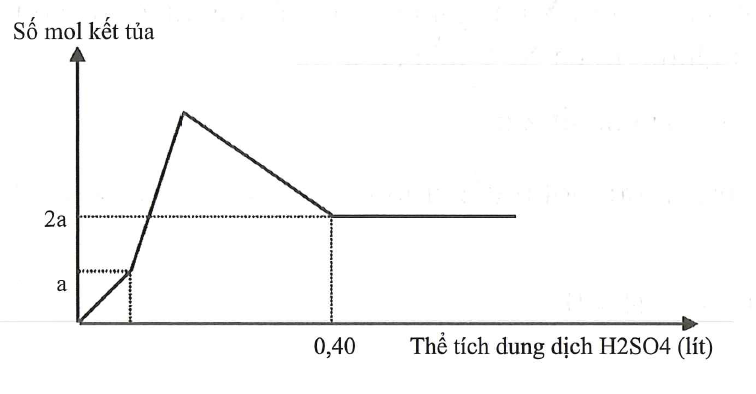 Số mol kết tủa
2a
a
0,40
Thể tích dung dịch H2SO4 (lít)